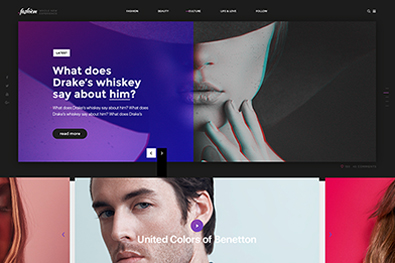 fashion
FASHION
BEAUTY
CULTURE
LIFE & LOVE
FOLLOW
LATEST
What does
Drake's whiskey
say about him?
What does Drake's whiskey say about him? What does
Drake's whiskey say about him? What does Drake's
read more
United Colors of Benetton